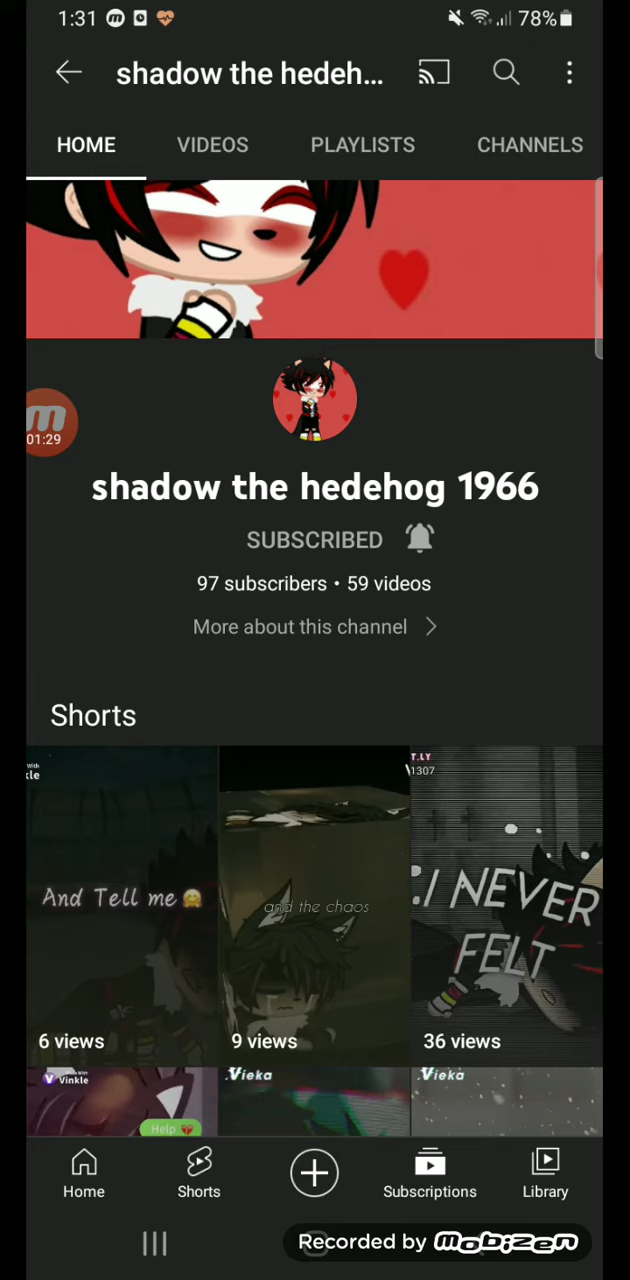 1:31
78%
shadow the hedeh...
HOME
VIDEOS
PLAYLISTS
CHANNELS
01:29
shadow the hedehog 1966
SUBSCRIBED
97 subscribers • 59 videos
More about this channel
Shorts
T.LY
1307
And Tell me 🤗
and the chaos
I NEVER
FELT
6 views
9 views
36 views
Vinkle
Vieka
Vieka
Help 💔
Home
Shorts
Subscriptions
Library
Recorded by mobizen